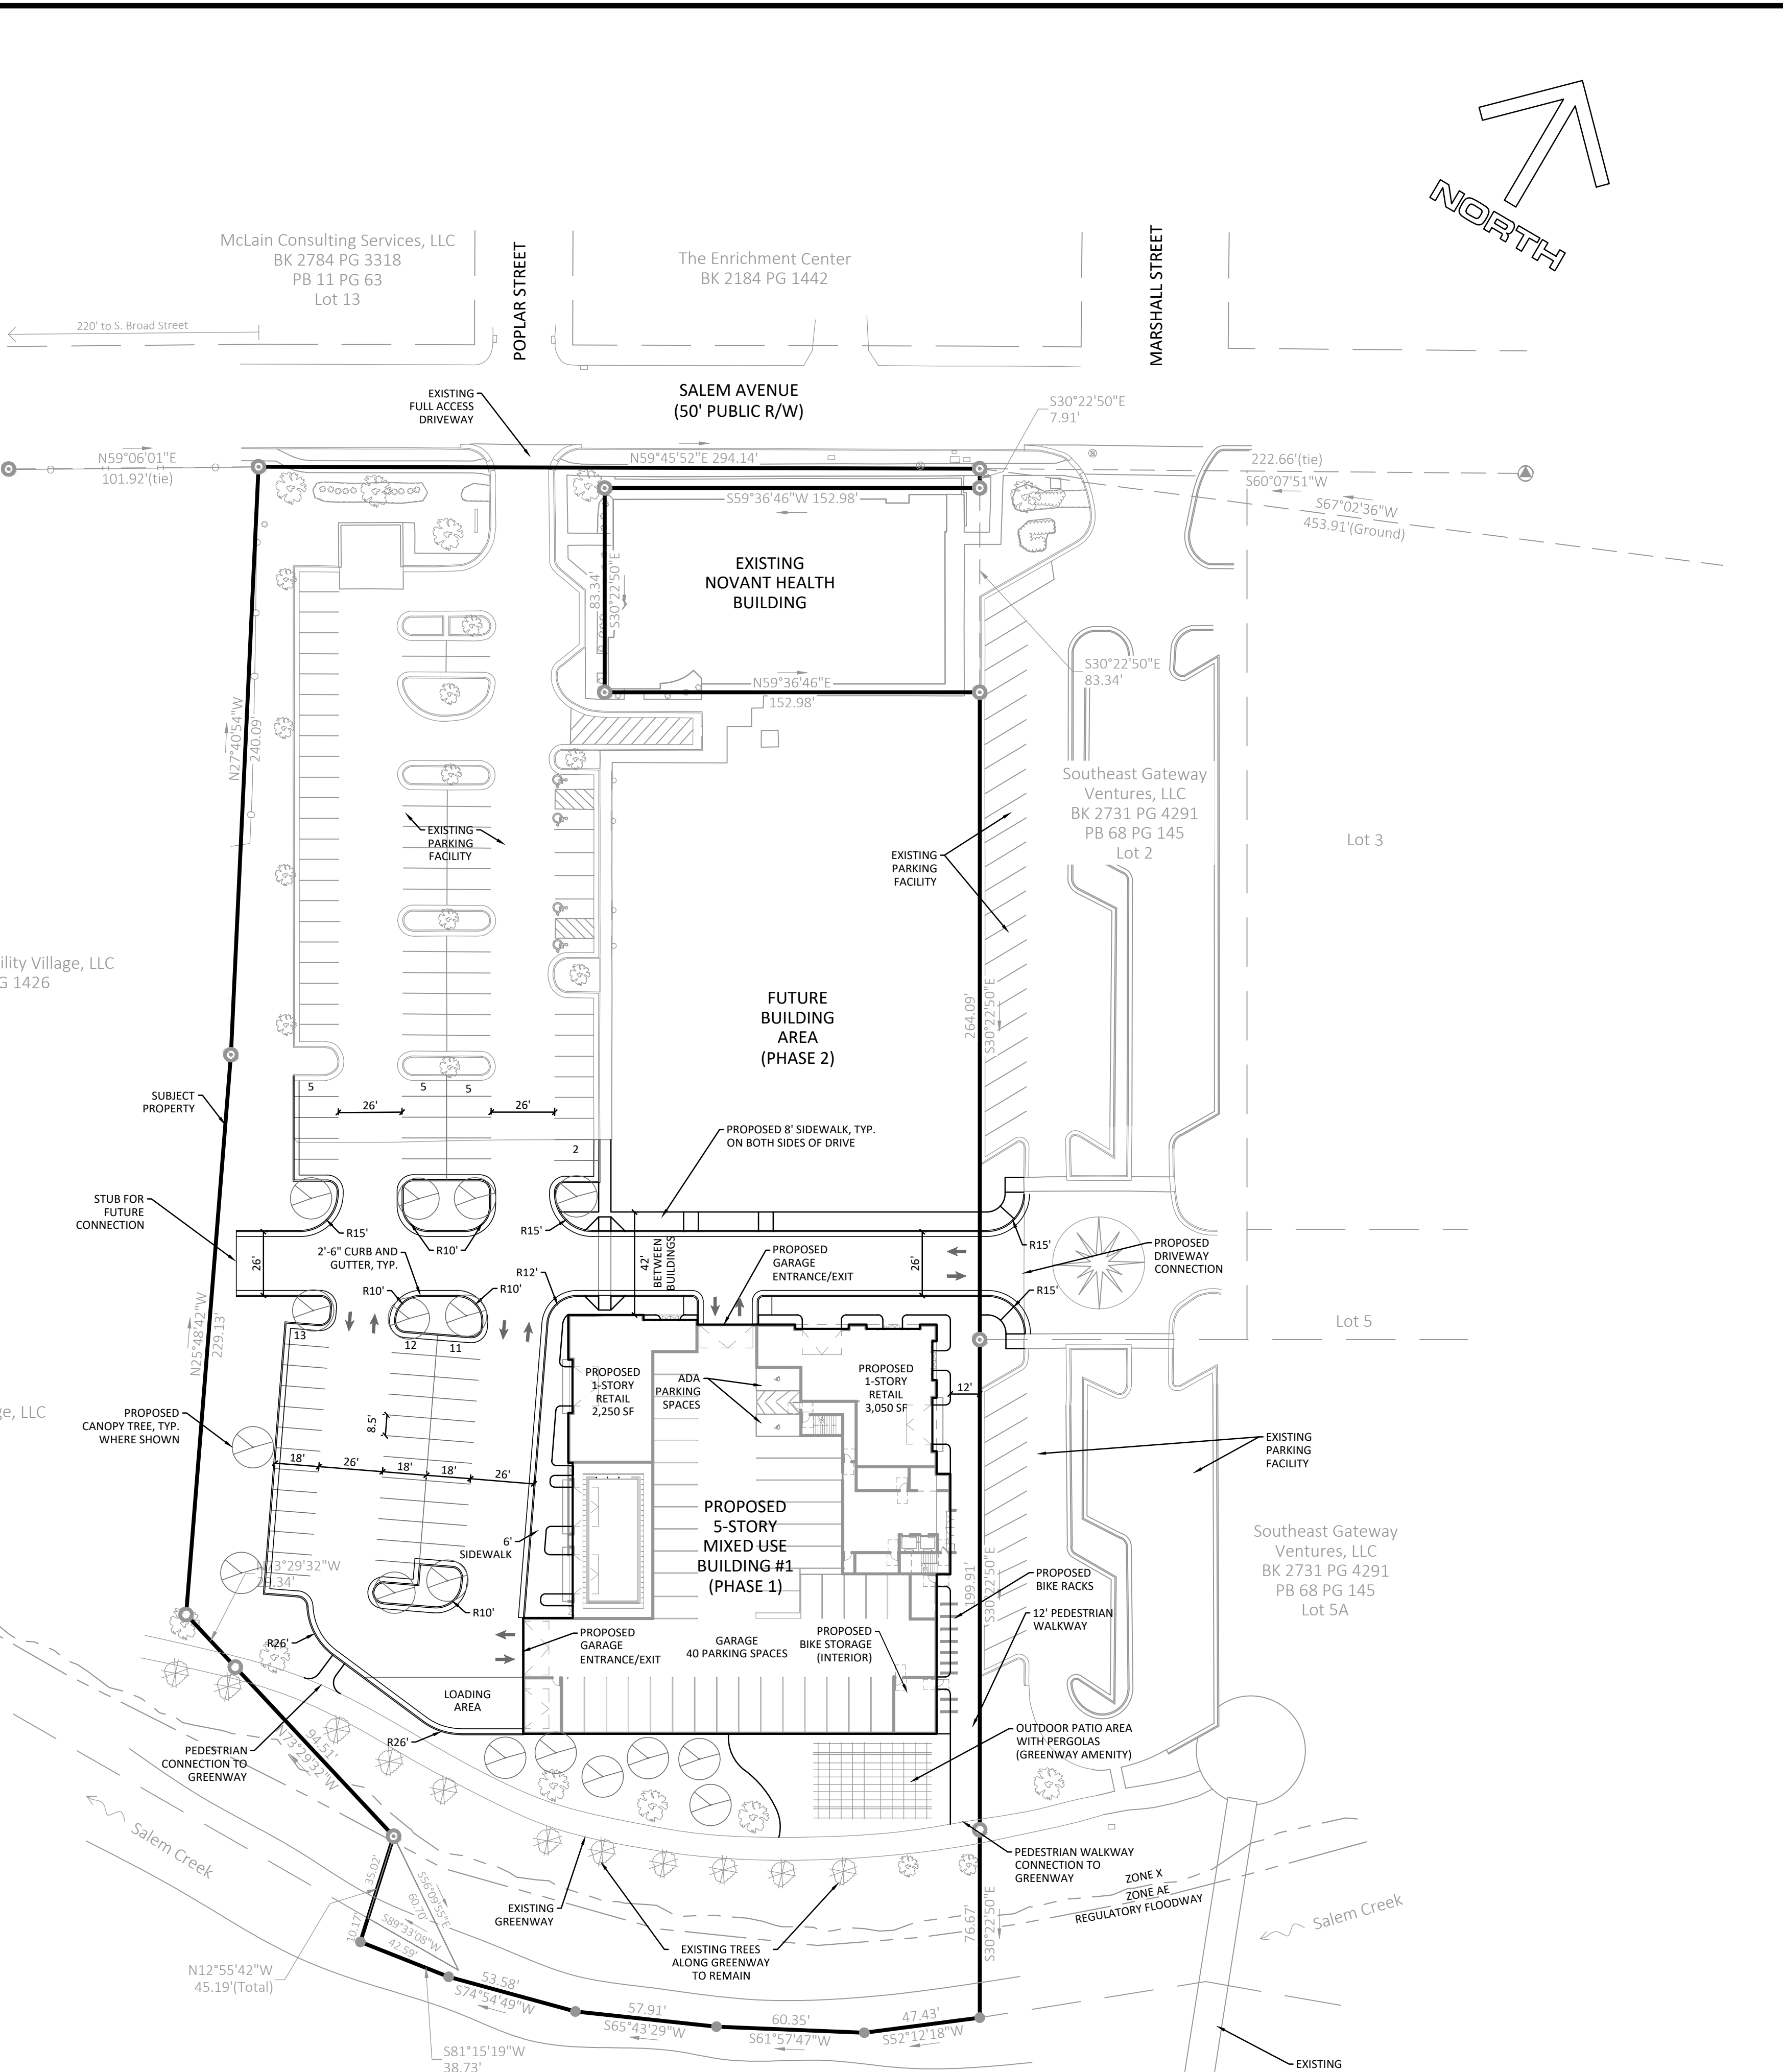 NORTH
McLain Consulting Services, LLC
BK 2784 PG 3318
PB 11 PG 63
Lot 13
POPLAR STREET
The Enrichment Center
BK 2184 PG 1442
MARSHALL STREET
220' to S. Broad Street
EXISTING
FULL ACCESS
DRIVEWAY
SALEM AVENUE
(50' PUBLIC R/W)
S30°22'50"E
7.91'
N59°06'01"E
101.92'(tie)
N59°45'52"E 294.14'
222.66'(tie)
S60°07'51"W
S67°02'36"W
453.91'(Ground)
S59°36'46"W 152.98'
EXISTING
NOVANT HEALTH
BUILDING
83.34'
S30°22'50"E
N59°36'46"E
152.98'
S30°22'50"E
83.34'
N27°40'54"W
240.09'
EXISTING
PARKING
FACILITY
EXISTING
PARKING
FACILITY
Southeast Gateway
Ventures, LLC
BK 2731 PG 4291
PB 68 PG 145
Lot 2
Lot 3
ility Village, LLC
G 1426
FUTURE
BUILDING
AREA
(PHASE 2)
264.09'
S30°22'50"E
SUBJECT
PROPERTY
5
5
5
26'
26'
2
PROPOSED 8' SIDEWALK, TYP.
ON BOTH SIDES OF DRIVE
STUB FOR
FUTURE
CONNECTION
R15'
R10'
R15'
26'
2'-6" CURB AND
GUTTER, TYP.
42'
BETWEEN
BUILDINGS
PROPOSED
GARAGE
ENTRANCE/EXIT
26'
R15'
PROPOSED
DRIVEWAY
CONNECTION
R12'
R10'
R10'
R15'
Lot 5
N25°48'42"W
229.13'
13
12
11
PROPOSED
1-STORY
RETAIL
2,250 SF
ADA
PARKING
SPACES
PROPOSED
1-STORY
RETAIL
3,050 SF
12'
ge, LLC
PROPOSED
CANOPY TREE, TYP.
WHERE SHOWN
8.5'
18'
26'
18'
18'
26'
EXISTING
PARKING
FACILITY
PROPOSED
5-STORY
MIXED USE
BUILDING #1
(PHASE 1)
6'
SIDEWALK
Southeast Gateway
Ventures, LLC
BK 2731 PG 4291
PB 68 PG 145
Lot 5A
N73°29'32"W
29.34'
199.91'
S30°22'50"E
PROPOSED
BIKE RACKS
R10'
12' PEDESTRIAN
WALKWAY
R26'
PROPOSED
GARAGE
ENTRANCE/EXIT
GARAGE
40 PARKING SPACES
PROPOSED
BIKE STORAGE
(INTERIOR)
LOADING
AREA
PEDESTRIAN
CONNECTION TO
GREENWAY
94.51'
N73°29'32"W
R26'
OUTDOOR PATIO AREA
WITH PERGOLAS
(GREENWAY AMENITY)
Salem Creek
35.02'
10.17'
S56°09'55"E
60.70'
S89°33'08"W
42.59'
PEDESTRIAN WALKWAY
CONNECTION TO
GREENWAY
ZONE X
ZONE AE
REGULATORY FLOODWAY
Salem Creek
EXISTING
GREENWAY
76.67'
S30°22'50"E
EXISTING TREES
ALONG GREENWAY
TO REMAIN
N12°55'42"W
45.19'(Total)
53.58'
S74°54'49"W
57.91'
S65°43'29"W
60.35'
S61°57'47"W
47.43'
S52°12'18"W
S81°15'19"W
38.73'
EXISTING